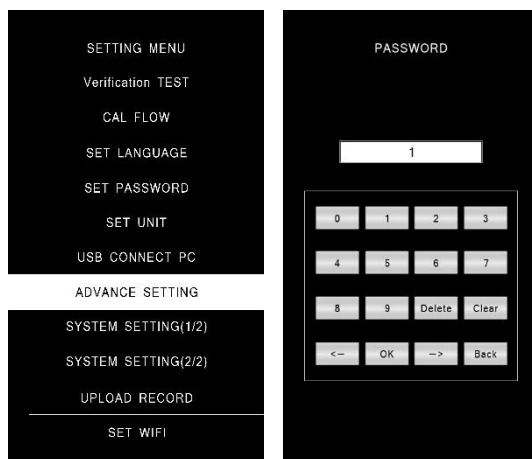 SETTING MENU
Verification TEST
CAL FLOW
SET LANGUAGE
SET PASSWORD
SET UNIT
USB CONNECT PC
ADVANCE SETTING
SYSTEM SETTING(1/2)
SYSTEM SETTING(2/2)
UPLOAD RECORD
SET WIFI
PASSWORD
1
0 1 2 3
4 5 6 7
8 9 Delete Clear
<- OK -> Back